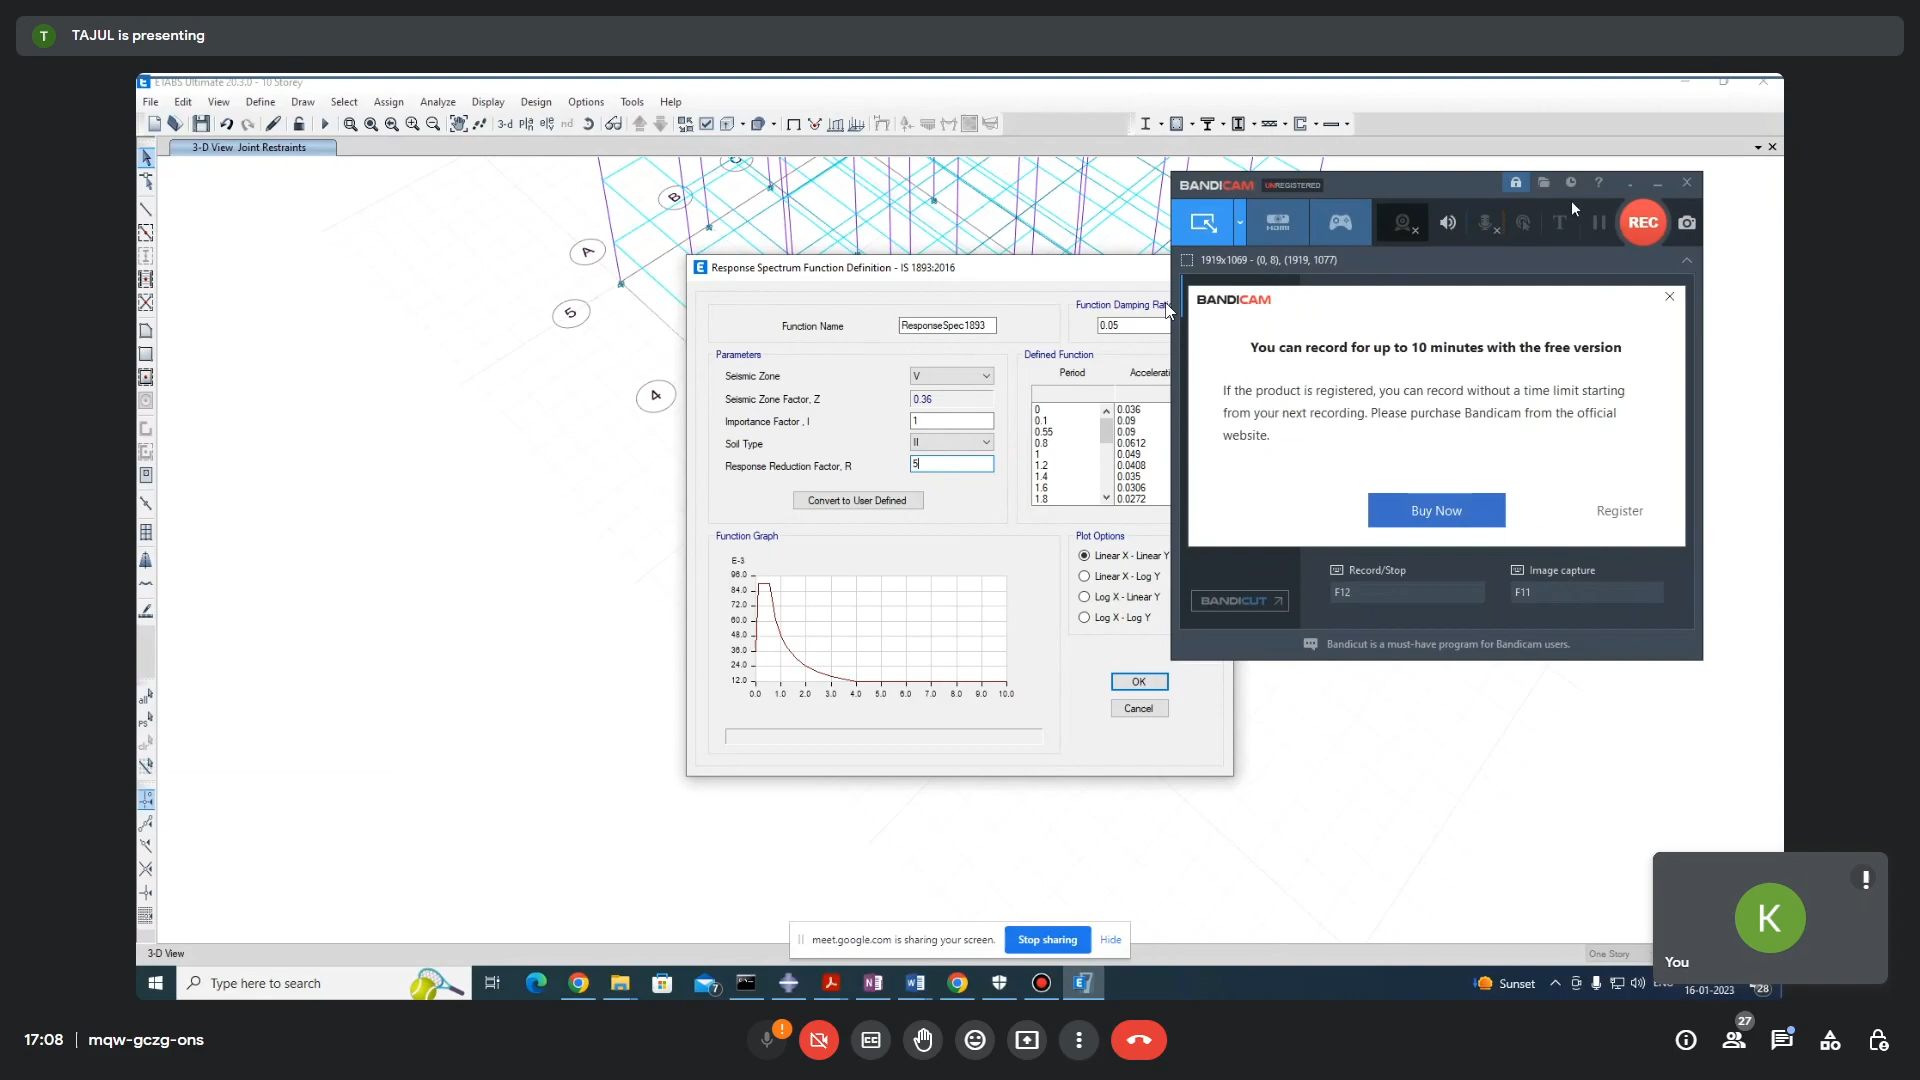 T TAJUL is presenting
ETABS Ultimate 20.3.0 - 10 Storey
File Edit View Define Draw Select Assign Analyze Display Design Options Tools Help
3-d
nd
3-D View Joint Restraints
B
A
5
4
Response Spectrum Function Definition - IS 1893:2016
Function Name ResponseSpec1893
Function Damping Rat
0.05
Parameters
Seismic Zone V
Seismic Zone Factor, Z 0.36
Importance Factor, I 1
Soil Type II
Response Reduction Factor, R 5
Convert to User Defined
Defined Function
Period Accelerati
0 0.036
0.1 0.09
0.55 0.09
0.8 0.0612
1 0.049
1.2 0.0408
1.4 0.035
1.6 0.0306
1.8 0.0272
Function Graph
E-3
96.0
84.0
72.0
60.0
48.0
36.0
24.0
12.0
0.0 1.0 2.0 3.0 4.0 5.0 6.0 7.0 8.0 9.0 10.0
Plot Options
Linear X - Linear Y
Linear X - Log Y
Log X - Linear Y
Log X - Log Y
OK
Cancel
BANDICAM UNREGISTERED
HDMI
REC
1919x1069 - (0, 8), (1919, 1077)
BANDICAM
You can record for up to 10 minutes with the free version
If the product is registered, you can record without a time limit starting
from your next recording. Please purchase Bandicam from the official
website.
Buy Now Register
Record/Stop Image capture
F12 F11
BANDICUT
Bandicut is a must-have program for Bandicam users.
all
PS
meet.google.com is sharing your screen. Stop sharing Hide
3-D View
One Story
K
You
Type here to search
7
Sunset
16-01-2023
28
17:08 mqw-gczg-ons
27